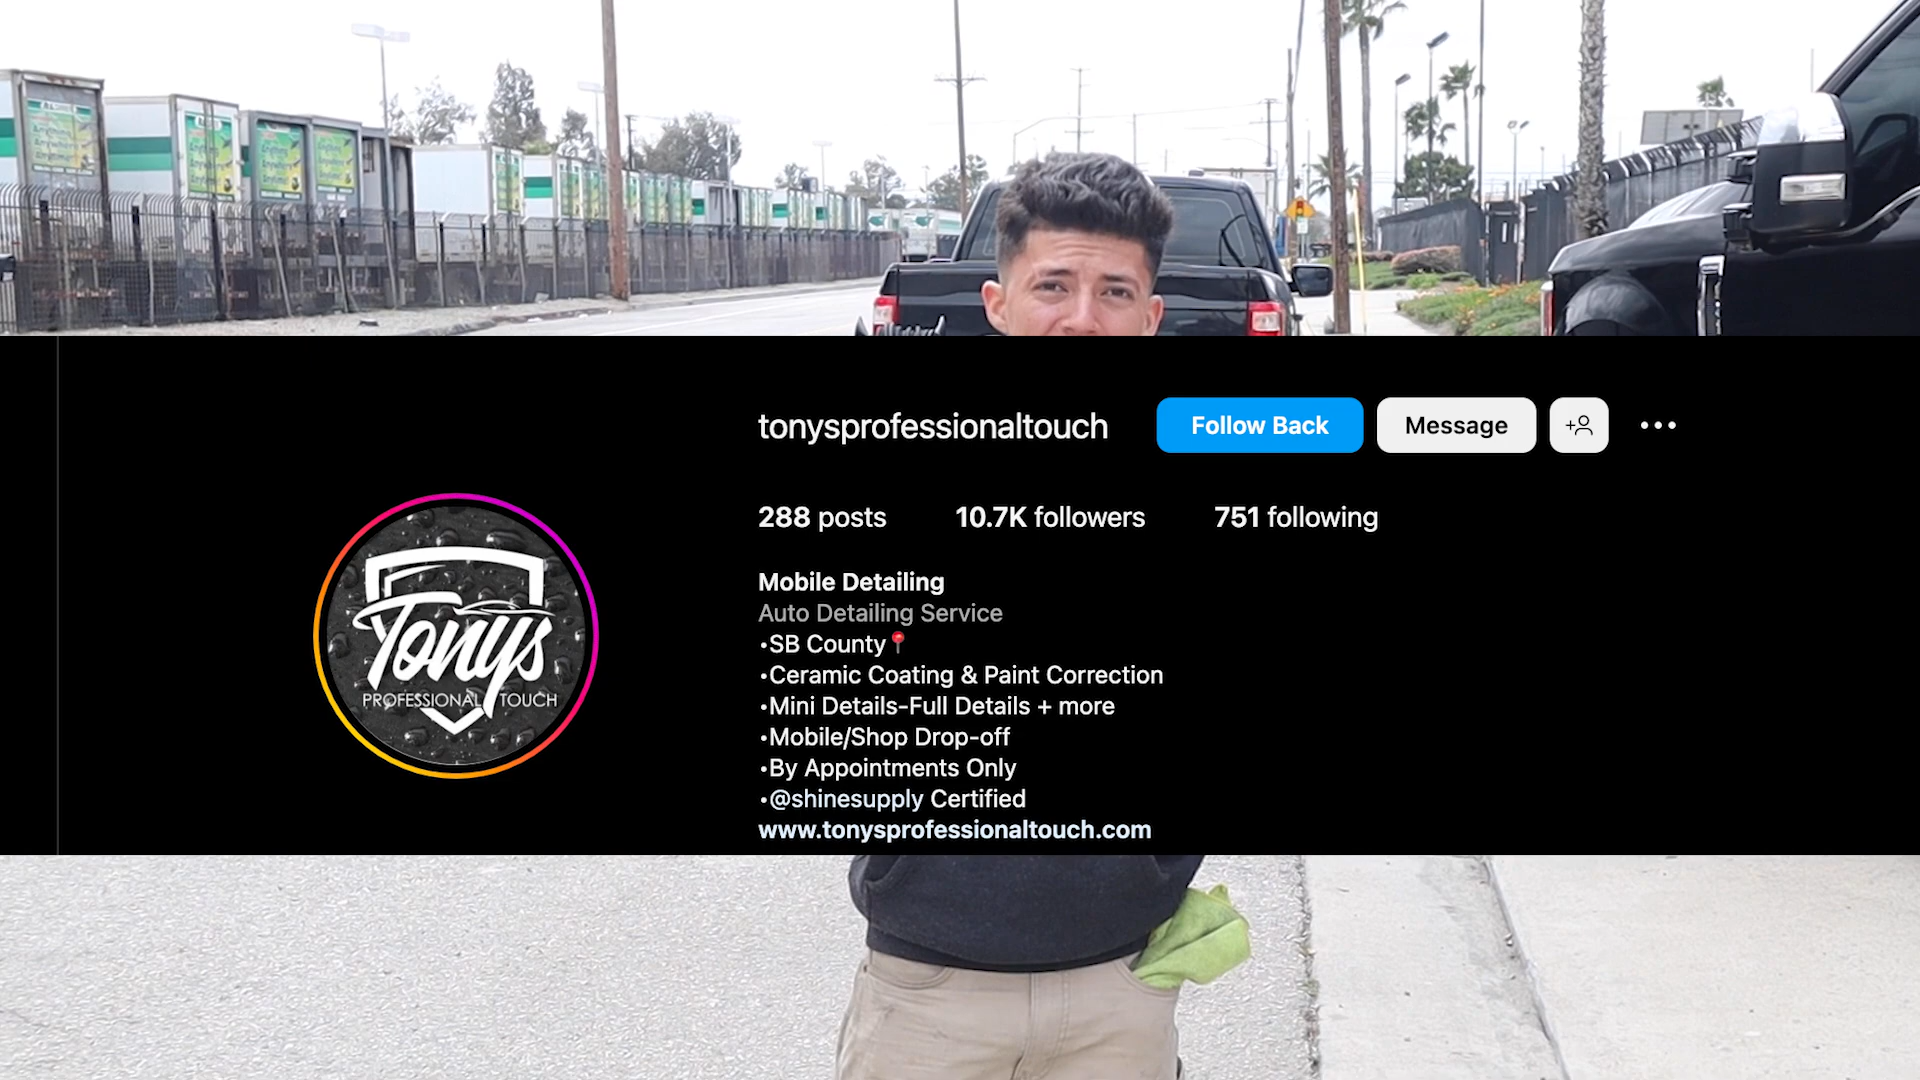 tonysprofessionaltouch
Follow Back
Message
288 posts
10.7K followers
751 following
Mobile Detailing
Auto Detailing Service
•SB County📍
•Ceramic Coating & Paint Correction
•Mini Details-Full Details + more
•Mobile/Shop Drop-off
•By Appointments Only
•@shinesupply Certified
www.tonysprofessionaltouch.com
Tonys
PROFESSIONAL TOUCH